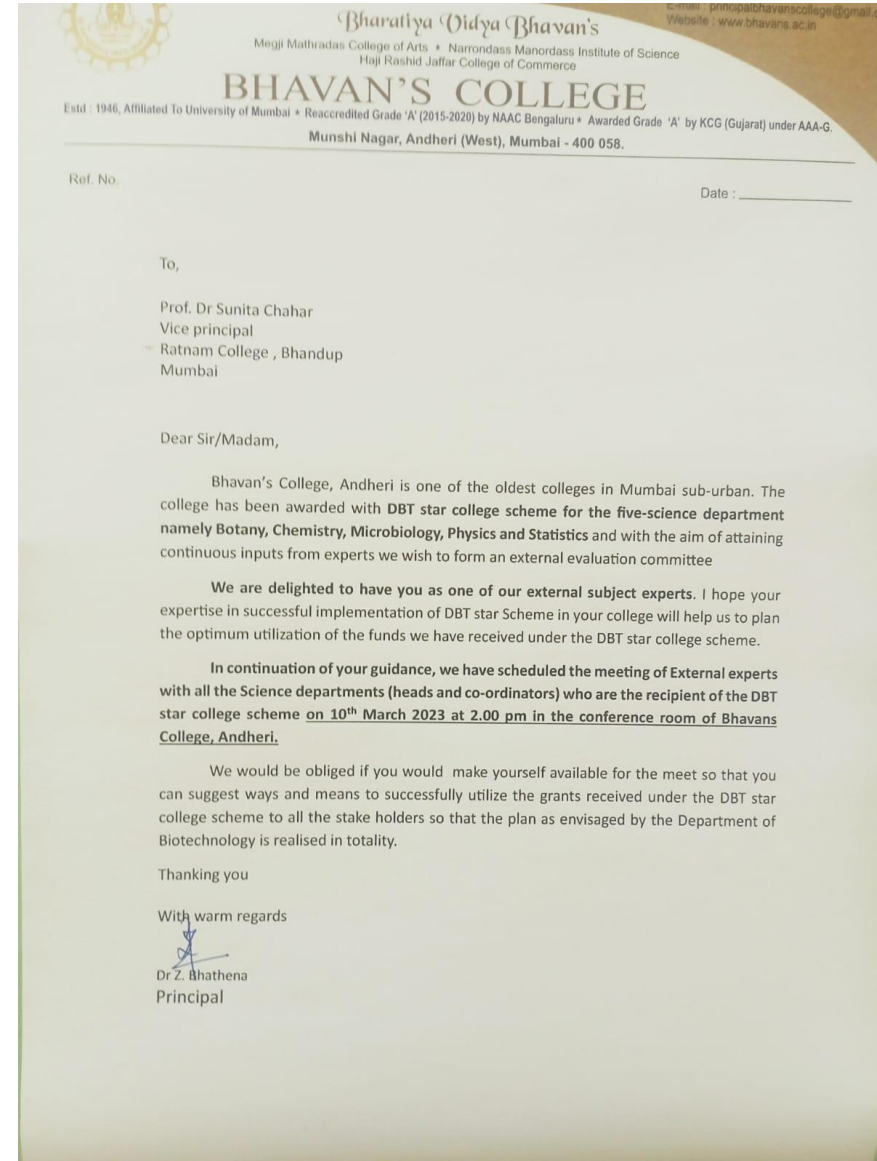 E-mail : principalbhavanscollege@gmail.c
Website : www.bhavans.ac.in
Bharatiya Vidya Bhavan's
Megji Mathradas College of Arts * Narrondass Manordass Institute of Science
Haji Rashid Jaffar College of Commerce
BHAVAN'S COLLEGE
Estd : 1946, Affiliated To University of Mumbai * Reaccredited Grade 'A' (2015-2020) by NAAC Bengaluru * Awarded Grade 'A' by KCG (Gujarat) under AAA-G.
Munshi Nagar, Andheri (West), Mumbai - 400 058.
Ref. No.
Date :
To,
Prof. Dr Sunita Chahar
Vice principal
Ratnam College , Bhandup
Mumbai
Dear Sir/Madam,
Bhavan's College, Andheri is one of the oldest colleges in Mumbai sub-urban. The
college has been awarded with DBT star college scheme for the five-science department
namely Botany, Chemistry, Microbiology, Physics and Statistics and with the aim of attaining
continuous inputs from experts we wish to form an external evaluation committee
We are delighted to have you as one of our external subject experts. I hope your
expertise in successful implementation of DBT star Scheme in your college will help us to plan
the optimum utilization of the funds we have received under the DBT star college scheme.
In continuation of your guidance, we have scheduled the meeting of External experts
with all the Science departments (heads and co-ordinators) who are the recipient of the DBT
star college scheme on 10th March 2023 at 2.00 pm in the conference room of Bhavans
College, Andheri.
We would be obliged if you would make yourself available for the meet so that you
can suggest ways and means to successfully utilize the grants received under the DBT star
college scheme to all the stake holders so that the plan as envisaged by the Department of
Biotechnology is realised in totality.
Thanking you
With warm regards
Dr Z. Bhathena
Principal